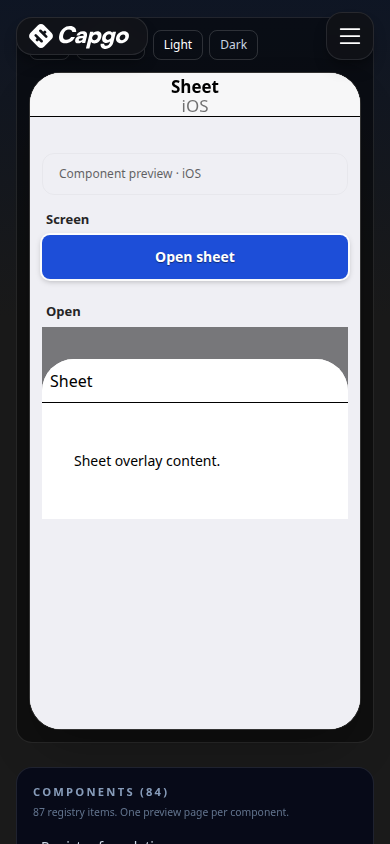 Capgo
Light
Dark
Sheet
iOS
Component preview · iOS
Screen
Open sheet
Open
Sheet
Sheet overlay content.
COMPONENTS (84)
87 registry items. One preview page per component.